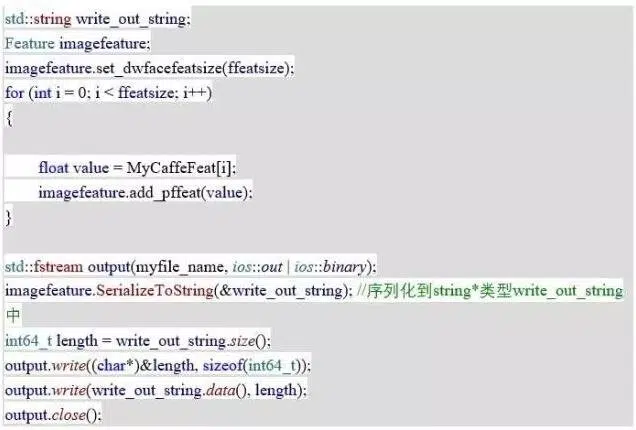 std::string write_out_string;
Feature imagefeature;
imagefeature.set_dwfacefeatsize(ffeatsize);
for (int i = 0; i < ffeatsize; i++)
{
float value = MyCaffeFeat[i];
imagefeature.add_pffeat(value);
}
std::fstream output(myfile_name, ios::out | ios::binary);
imagefeature.SerializeToString(&write_out_string); //序列化到string*类型write_out_string
中
int64_t length = write_out_string.size();
output.write((char*)&length, sizeof(int64_t));
output.write(write_out_string.data(), length);
output.close();